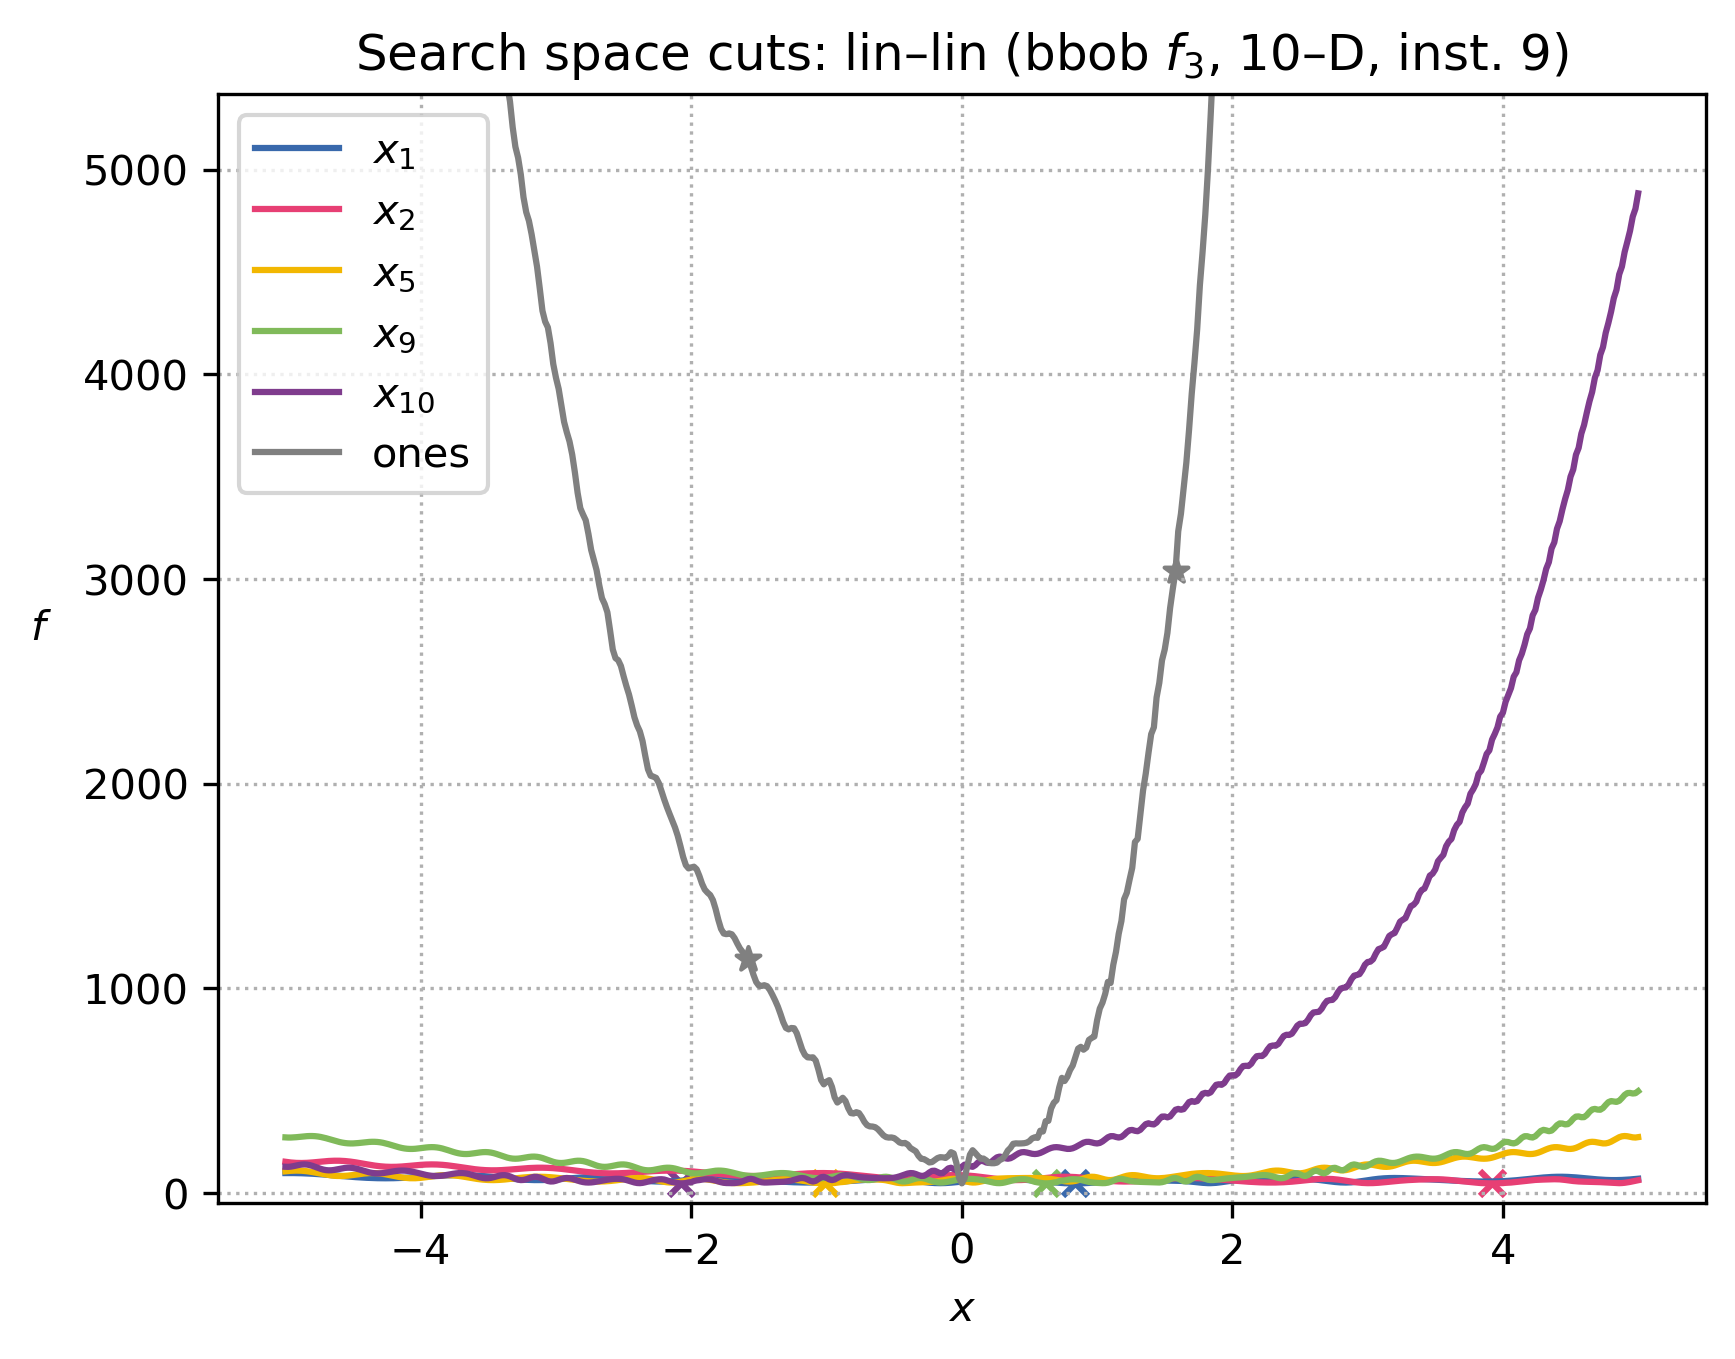 Search space cuts: lin–lin (bbob f₃, 10–D, inst. 9)
x₁
x₂
x₅
x₉
x₁₀
ones
5000
4000
3000
2000
1000
0
f
−4 −2 0 2 4
x